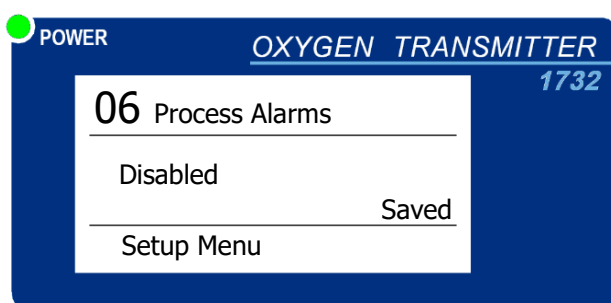 POWER
OXYGEN TRANSMITTER
1732
06 Process Alarms
Disabled
Saved
Setup Menu